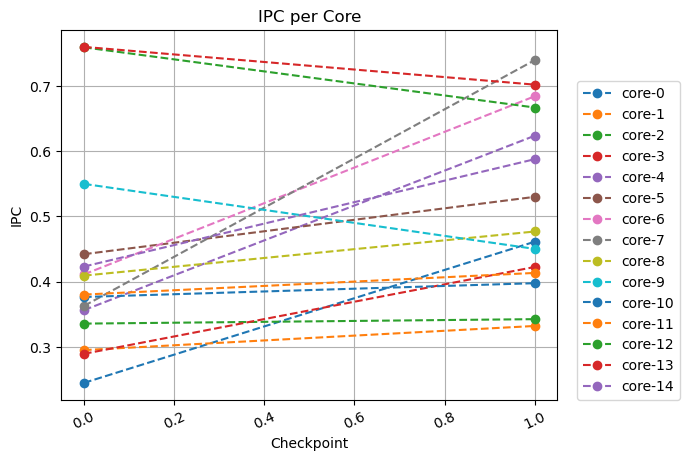 IPC per Core
IPC
0.7
0.6
0.5
0.4
0.3
0.0
0.2
0.4
0.6
0.8
1.0
Checkpoint
core-0
core-1
core-2
core-3
core-4
core-5
core-6
core-7
core-8
core-9
core-10
core-11
core-12
core-13
core-14